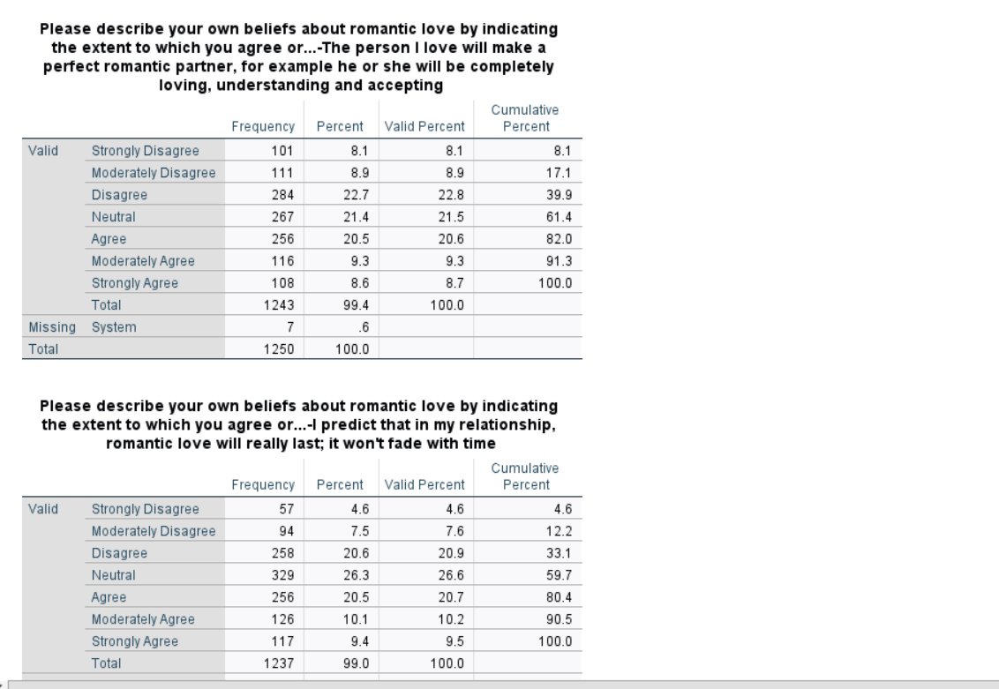 Please describe your own beliefs about romantic love by indicating
the extent to which you agree or...-The person I love will make a
perfect romantic partner, for example he or she will be completely
loving, understanding and accepting
Frequency Percent Valid Percent Cumulative Percent
Valid Strongly Disagree 101 8.1 8.1 8.1
Moderately Disagree 111 8.9 8.9 17.1
Disagree 284 22.7 22.8 39.9
Neutral 267 21.4 21.5 61.4
Agree 256 20.5 20.6 82.0
Moderately Agree 116 9.3 9.3 91.3
Strongly Agree 108 8.6 8.7 100.0
Total 1243 99.4 100.0
Missing System 7 .6
Total 1250 100.0
Please describe your own beliefs about romantic love by indicating
the extent to which you agree or...-I predict that in my relationship,
romantic love will really last; it won't fade with time
Frequency Percent Valid Percent Cumulative Percent
Valid Strongly Disagree 57 4.6 4.6 4.6
Moderately Disagree 94 7.5 7.6 12.2
Disagree 258 20.6 20.9 33.1
Neutral 329 26.3 26.6 59.7
Agree 256 20.5 20.7 80.4
Moderately Agree 126 10.1 10.2 90.5
Strongly Agree 117 9.4 9.5 100.0
Total 1237 99.0 100.0